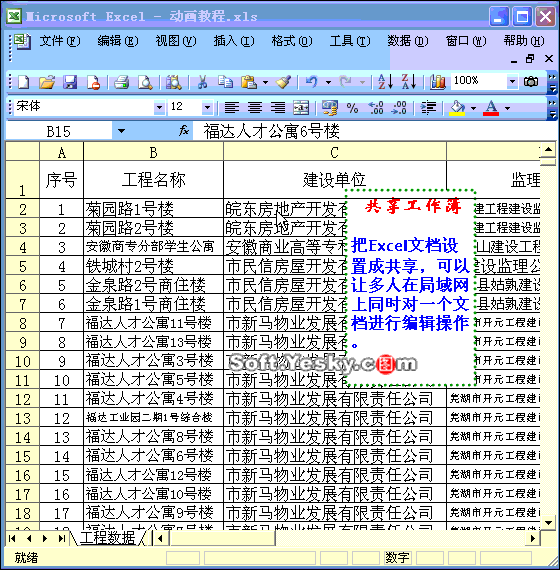 Microsoft Excel - 动画教程.xls
文件(F) 编辑(E) 视图(V) 插入(I) 格式(O) 工具(T) 数据(D) 窗口(W) 帮助(H)
100%
宋体 12
B15 fx 福达人才公寓6号楼
A B C
1 序号 工程名称 建设单位 监理
2 1 菊园路1号楼 皖东房地产开发有 建工程建设监
3 2 菊园路2号楼 皖东房地产开发有
4 3 安徽商专分部学生公寓 安徽商业高等专 山建设工程
5 4 铁城村2号楼 市民信房屋开发 建设监理公
6 5 金泉路2号商住楼 市民信房屋开发 县姑孰建
7 6 金泉路1号商住楼 市民信房屋开发 县姑孰建
8 7 福达人才公寓11号楼 市新马物业发展 市开元工程建
9 8 福达人才公寓13号楼 市新马物业发展 市开元工程建
10 9 福达人才公寓3号楼 市新马物业发展
11 10 福达人才公寓5号楼 市新马物业发展有 市开元工程建
12 11 福达人才公寓4号楼 市新马物业发展有限责任公司 芜湖市开元工程建
13 12 福达工业园二期1号综合楼 市新马物业发展有限责任公司 芜湖市开元工程建
14 13 福达人才公寓8号楼 市新马物业发展有限责任公司 芜湖市开元工程建
15 14 福达人才公寓6号楼 市新马物业发展有限责任公司 芜湖市开元工程建
16 15 福达人才公寓12号楼 市新马物业发展有限责任公司 芜湖市开元工程建
17 16 福达人才公寓10号楼 市新马物业发展有限责任公司 芜湖市开元工程建
18 17 福达人才公寓9号楼 市新马物业发展有限责任公司 芜湖市开元工程建
共享工作薄
把Excel文档设
置成共享，可以
让多人在局域网
上同时对一个文
档进行编辑操作
。
Soft.Yesky.com
工程数据
就绪 数字